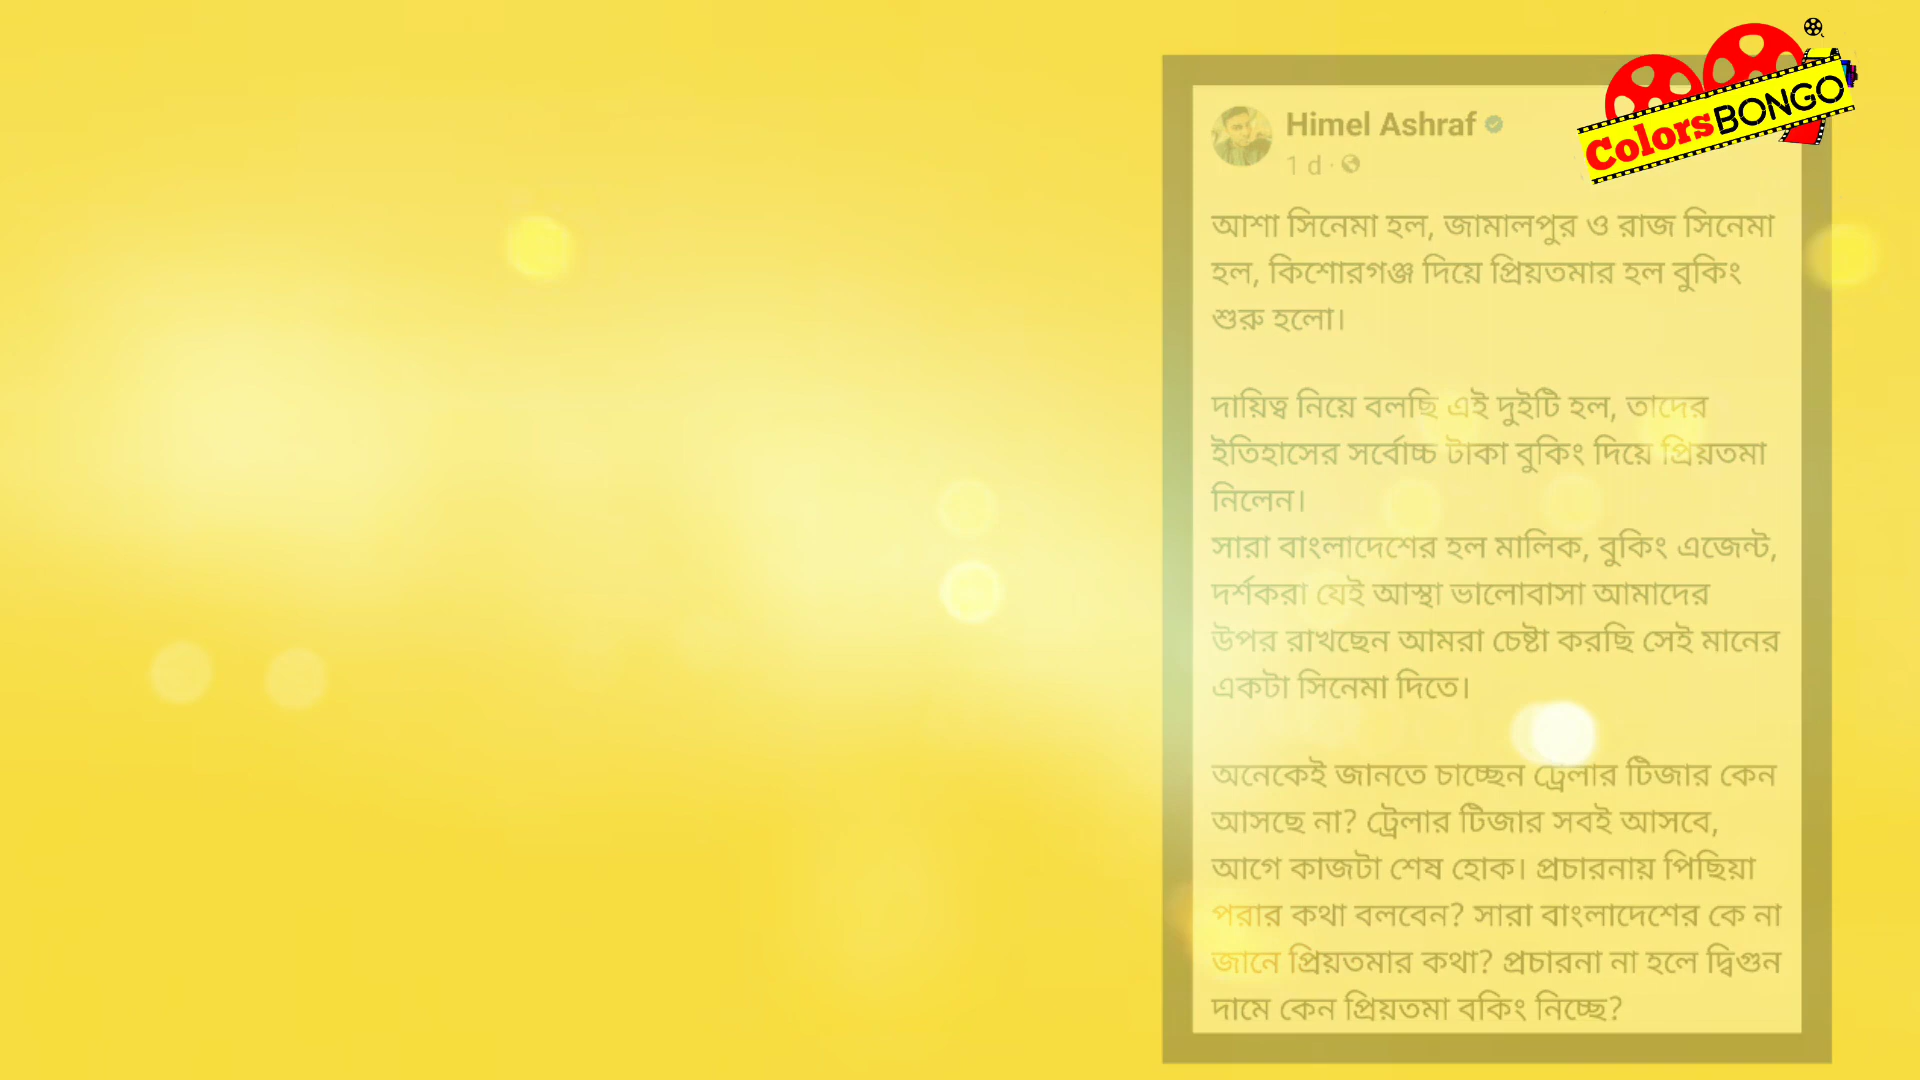 ColorsBONGO
Himel Ashraf
1 d ·
আশা সিনেমা হল, জামালপুর ও রাজ সিনেমা
হল, কিশোরগঞ্জ দিয়ে প্রিয়তমার হল বুকিং
শুরু হলো।
দায়িত্ব নিয়ে বলছি এই দুইটি হল, তাদের
ইতিহাসের সর্বোচ্চ টাকা বুকিং দিয়ে প্রিয়তমা
নিলেন।
সারা বাংলাদেশের হল মালিক, বুকিং এজেন্ট,
দর্শকরা যেই আস্থা ভালোবাসা আমাদের
উপর রাখছেন আমরা চেষ্টা করছি সেই মানের
একটা সিনেমা দিতে।
অনেকেই জানতে চাচ্ছেন ট্রেলার টিজার কেন
আসছে না? ট্রেলার টিজার সবই আসবে,
আগে কাজটা শেষ হোক। প্রচারনায় পিছিয়া
পরার কথা বলবেন? সারা বাংলাদেশের কে না
জানে প্রিয়তমার কথা? প্রচারনা না হলে দ্বিগুন
দামে কেন প্রিয়তমা বকিং নিচ্ছে?